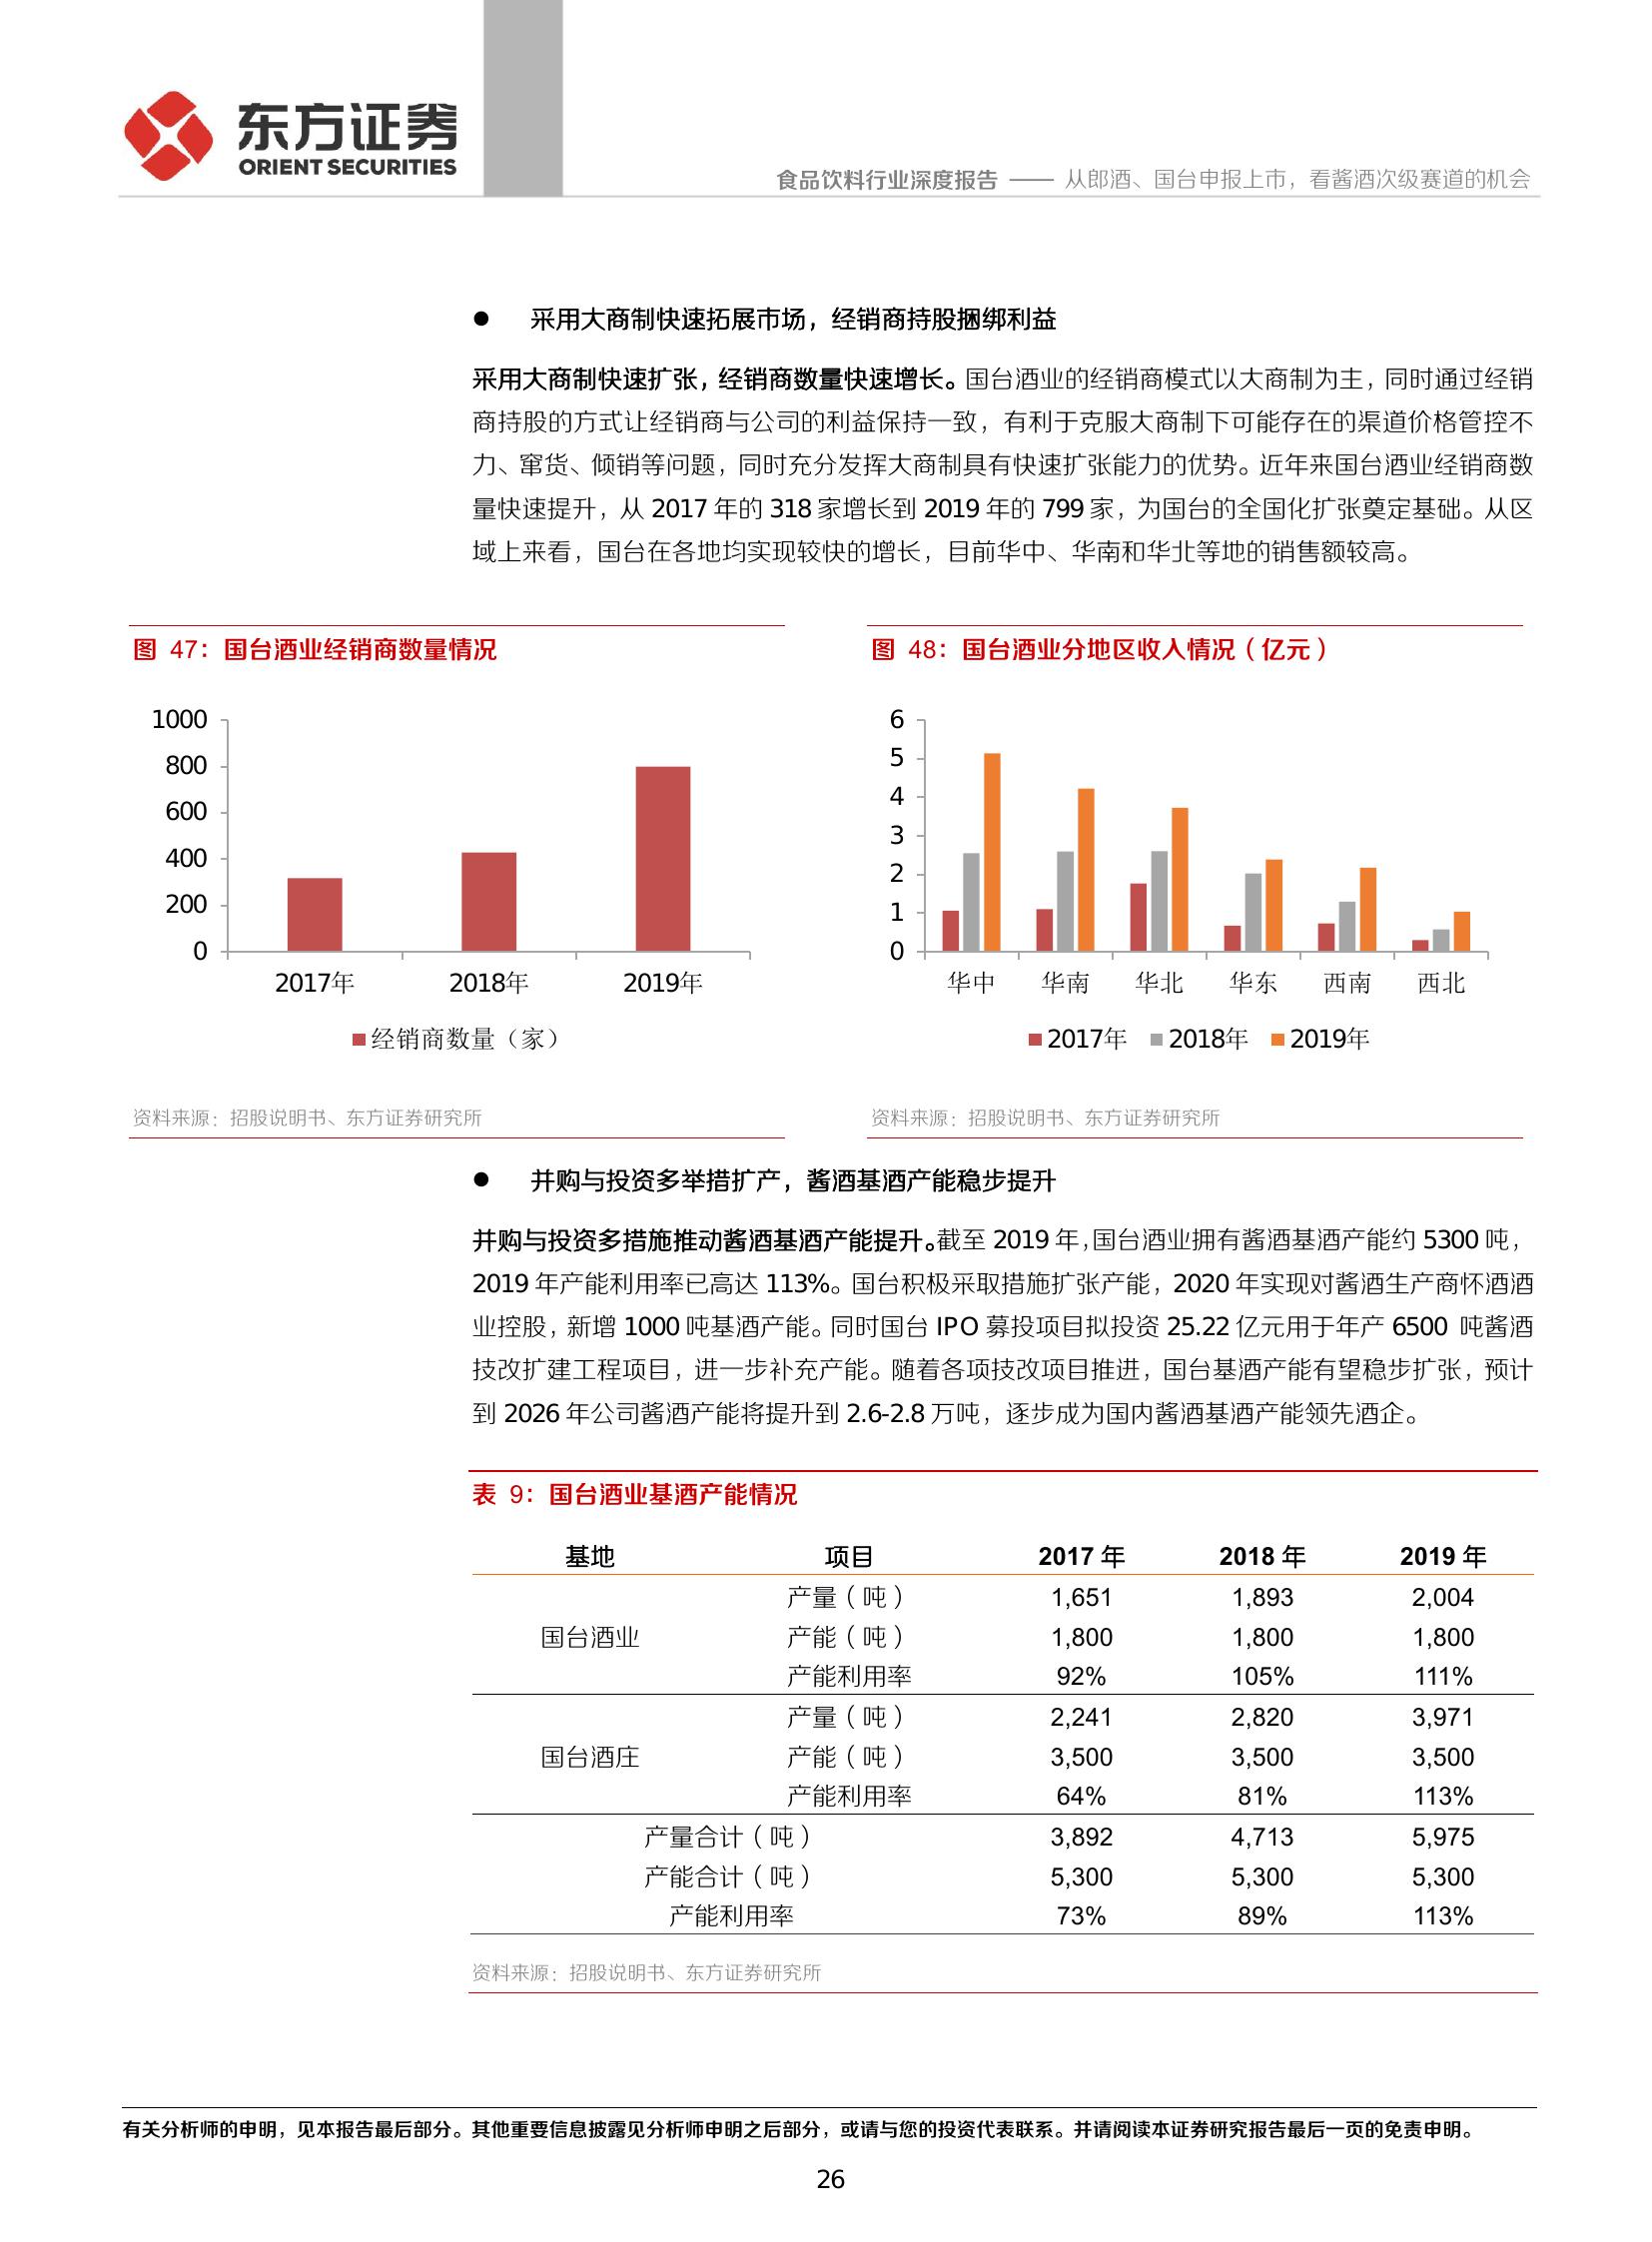 东方证券
ORIENT SECURITIES
食品饮料行业深度报告 —— 从郎酒、国台申报上市，看酱酒次级赛道的机会
● 采用大商制快速拓展市场，经销商持股捆绑利益
采用大商制快速扩张，经销商数量快速增长。国台酒业的经销商模式以大商制为主，同时通过经销
商持股的方式让经销商与公司的利益保持一致，有利于克服大商制下可能存在的渠道价格管控不
力、窜货、倾销等问题，同时充分发挥大商制具有快速扩张能力的优势。近年来国台酒业经销商数
量快速提升，从 2017 年的 318 家增长到 2019 年的 799 家，为国台的全国化扩张奠定基础。从区
域上来看，国台在各地均实现较快的增长，目前华中、华南和华北等地的销售额较高。
图 47：国台酒业经销商数量情况
1000
800
600
400
200
0
2017年 2018年 2019年
经销商数量（家）
资料来源：招股说明书、东方证券研究所
图 48：国台酒业分地区收入情况（亿元）
6
5
4
3
2
1
0
华中 华南 华北 华东 西南 西北
2017年 2018年 2019年
资料来源：招股说明书、东方证券研究所
● 并购与投资多举措扩产，酱酒基酒产能稳步提升
并购与投资多措施推动酱酒基酒产能提升。截至 2019 年，国台酒业拥有酱酒基酒产能约 5300 吨，
2019 年产能利用率已高达 113%。国台积极采取措施扩张产能，2020 年实现对酱酒生产商怀酒酒
业控股，新增 1000 吨基酒产能。同时国台 IPO 募投项目拟投资 25.22 亿元用于年产 6500 吨酱酒
技改扩建工程项目，进一步补充产能。随着各项技改项目推进，国台基酒产能有望稳步扩张，预计
到 2026 年公司酱酒产能将提升到 2.6-2.8 万吨，逐步成为国内酱酒基酒产能领先酒企。
表 9：国台酒业基酒产能情况
基地 项目 2017 年 2018 年 2019 年
产量（吨） 1,651 1,893 2,004
国台酒业 产能（吨） 1,800 1,800 1,800
产能利用率 92% 105% 111%
产量（吨） 2,241 2,820 3,971
国台酒庄 产能（吨） 3,500 3,500 3,500
产能利用率 64% 81% 113%
产量合计（吨） 3,892 4,713 5,975
产能合计（吨） 5,300 5,300 5,300
产能利用率 73% 89% 113%
资料来源：招股说明书、东方证券研究所
有关分析师的申明，见本报告最后部分。其他重要信息披露见分析师申明之后部分，或请与您的投资代表联系。并请阅读本证券研究报告最后一页的免责申明。
26